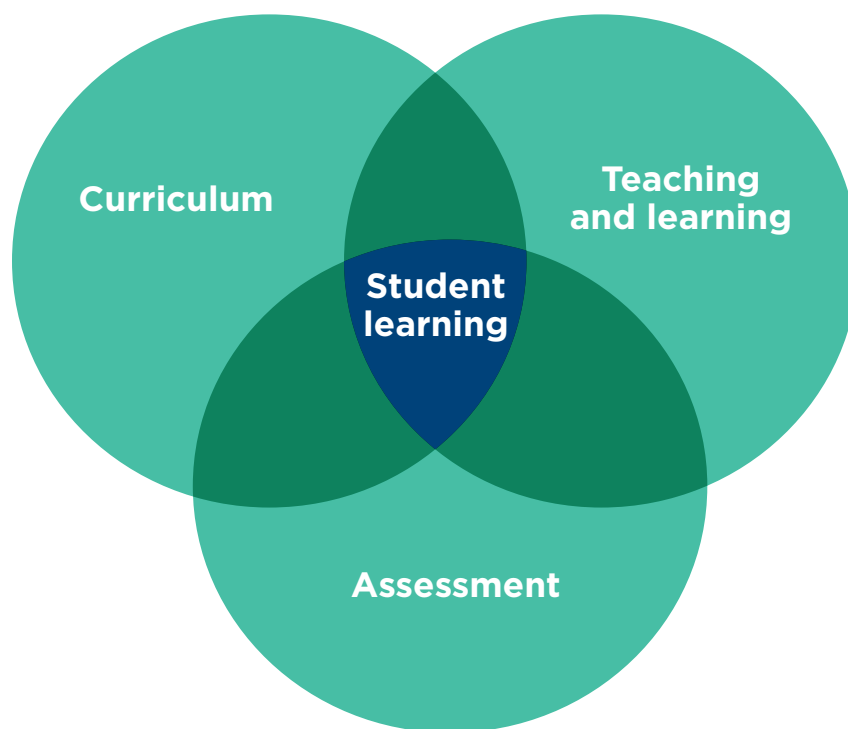 Curriculum
Teaching
and learning
Student
learning
Assessment